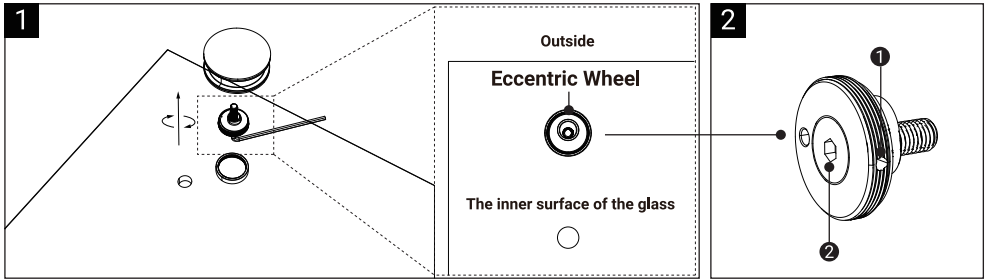 1
Outside
Eccentric Wheel
The inner surface of the glass
2
1
2